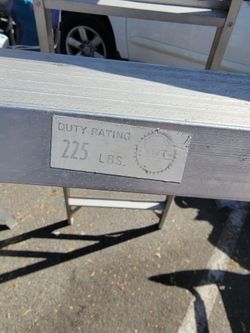 DUTY RATING
225 LBS.